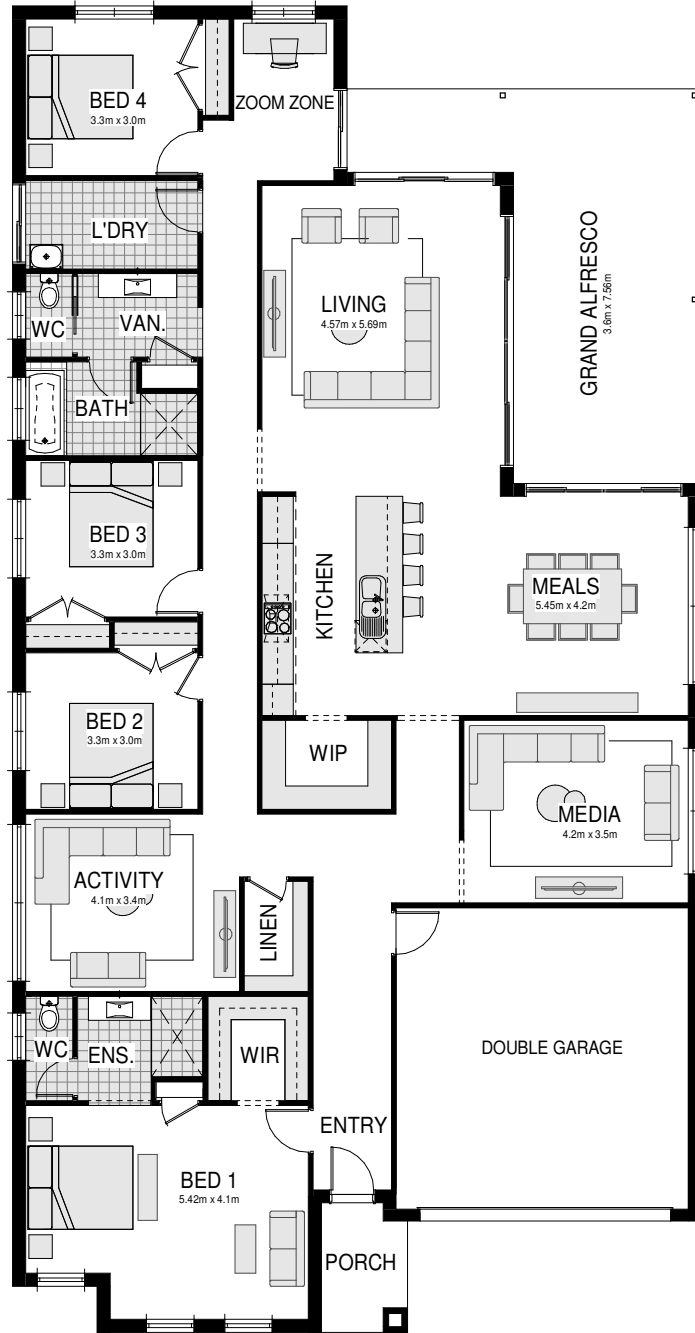 BED 4
3.3m x 3.0m
ZOOM ZONE
L'DRY
WC
VAN.
BATH
LIVING
4.57m x 5.69m
GRAND ALFRESCO
3.6m x 7.56m
BED 3
3.3m x 3.0m
KITCHEN
MEALS
5.45m x 4.2m
BED 2
3.3m x 3.0m
WIP
MEDIA
4.2m x 3.5m
ACTIVITY
4.1m x 3.4m
LINEN
WC
ENS.
WIR
DOUBLE GARAGE
ENTRY
BED 1
5.42m x 4.1m
PORCH